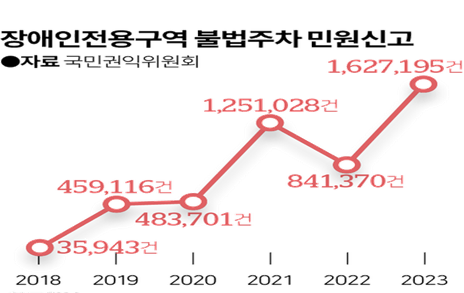 장애인전용구역 불법주차 민원신고
●자료 국민권익위원회
1,627,195건
1,251,028건
841,370건
459,116건
483,701건
35,943건
2018 2019 2020 2021 2022 2023